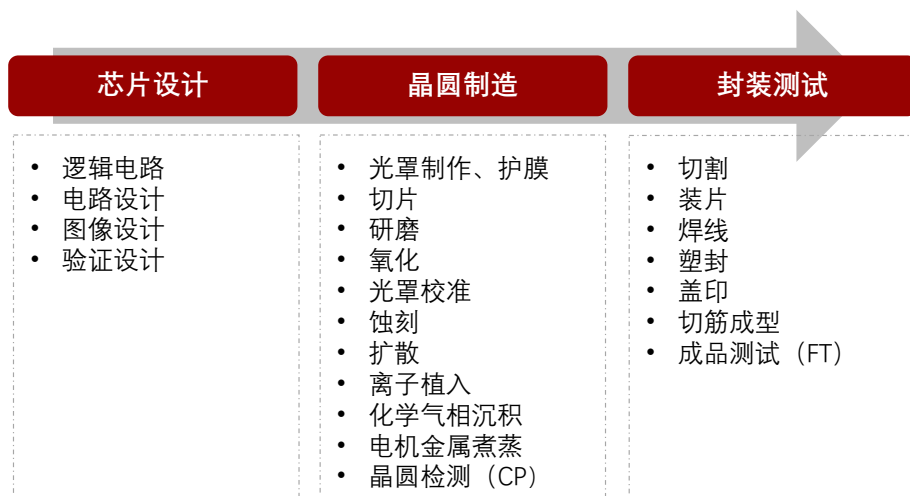 芯片设计
晶圆制造
封装测试
• 逻辑电路
• 电路设计
• 图像设计
• 验证设计
• 光罩制作、护膜
• 切片
• 研磨
• 氧化
• 光罩校准
• 蚀刻
• 扩散
• 离子植入
• 化学气相沉积
• 电机金属煮蒸
• 晶圆检测（CP）
• 切割
• 装片
• 焊线
• 塑封
• 盖印
• 切筋成型
• 成品测试（FT）